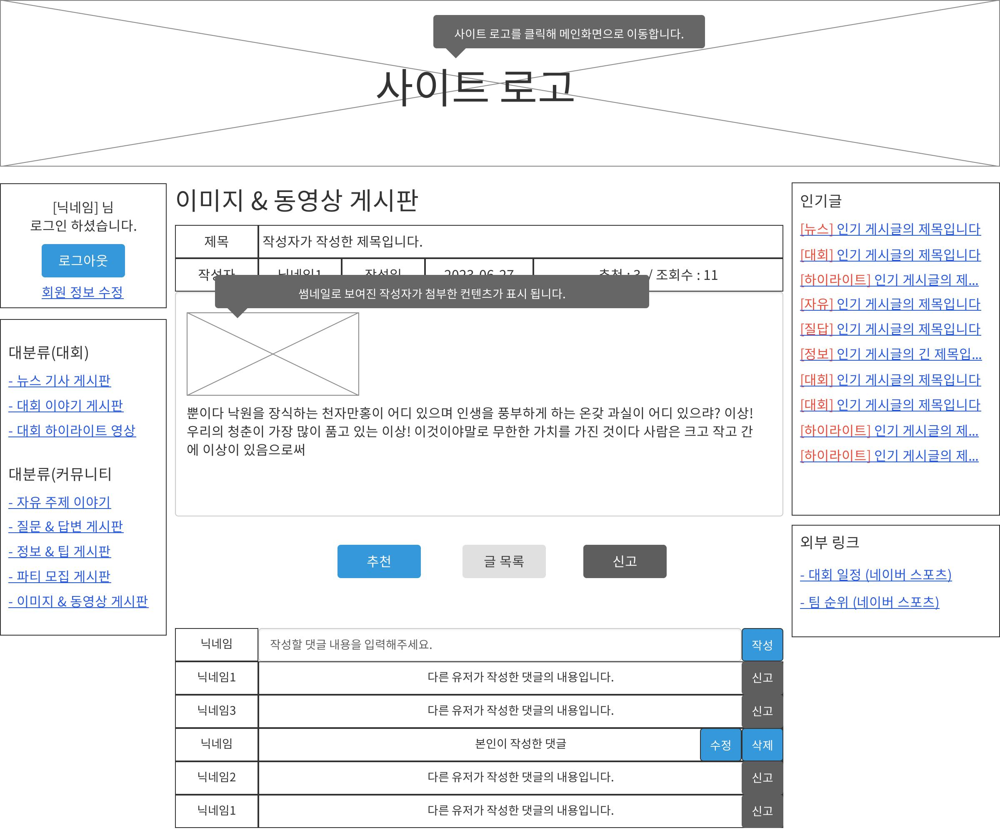 사이트 로고를 클릭해 메인화면으로 이동합니다.
사이트 로고
[닉네임] 님
로그인 하셨습니다.
로그아웃
회원 정보 수정
대분류(대회)
- 뉴스 기사 게시판
- 대회 이야기 게시판
- 대회 하이라이트 영상
대분류(커뮤니티
- 자유 주제 이야기
- 질문 & 답변 게시판
- 정보 & 팁 게시판
- 파티 모집 게시판
- 이미지 & 동영상 게시판
이미지 & 동영상 게시판
제목 작성자가 작성한 제목입니다.
작성자 닉네임1 작성일 2023-06-27 추천 : 3 / 조회수 : 11
썸네일로 보여진 작성자가 첨부한 컨텐츠가 표시 됩니다.
뿐이다 낙원을 장식하는 천자만홍이 어디 있으며 인생을 풍부하게 하는 온갖 과실이 어디 있으랴? 이상!
우리의 청춘이 가장 많이 품고 있는 이상! 이것이야말로 무한한 가치를 가진 것이다 사람은 크고 작고 간
에 이상이 있음으로써
추천 글 목록 신고
닉네임 작성할 댓글 내용을 입력해주세요. 작성
닉네임1 다른 유저가 작성한 댓글의 내용입니다. 신고
닉네임3 다른 유저가 작성한 댓글의 내용입니다. 신고
닉네임 본인이 작성한 댓글 수정 삭제
닉네임2 다른 유저가 작성한 댓글의 내용입니다. 신고
닉네임1 다른 유저가 작성한 댓글의 내용입니다. 신고
인기글
[뉴스] 인기 게시글의 제목입니다
[대회] 인기 게시글의 제목입니다
[하이라이트] 인기 게시글의 제...
[자유] 인기 게시글의 제목입니다
[질답] 인기 게시글의 제목입니다
[정보] 인기 게시글의 긴 제목입...
[대회] 인기 게시글의 제목입니다
[대회] 인기 게시글의 제목입니다
[하이라이트] 인기 게시글의 제...
[하이라이트] 인기 게시글의 제...
외부 링크
- 대회 일정 (네이버 스포츠)
- 팀 순위 (네이버 스포츠)